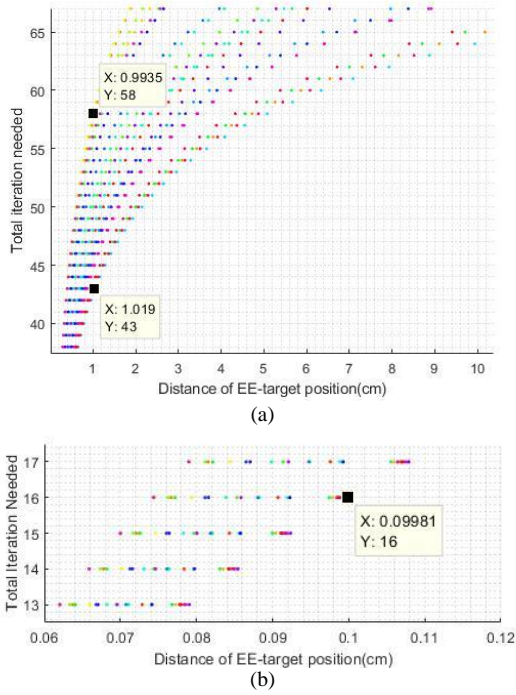 65
60
55
50
45
40
Total iteration needed
X: 0.9935
Y: 58
X: 1.019
Y: 43
1 2 3 4 5 6 7 8 9 10
Distance of EE-target position(cm)
(a)
17
16
15
14
13
Total Iteration Needed
X: 0.09981
Y: 16
0.06 0.07 0.08 0.09 0.1 0.11 0.12
Distance of EE-target position(cm)
(b)